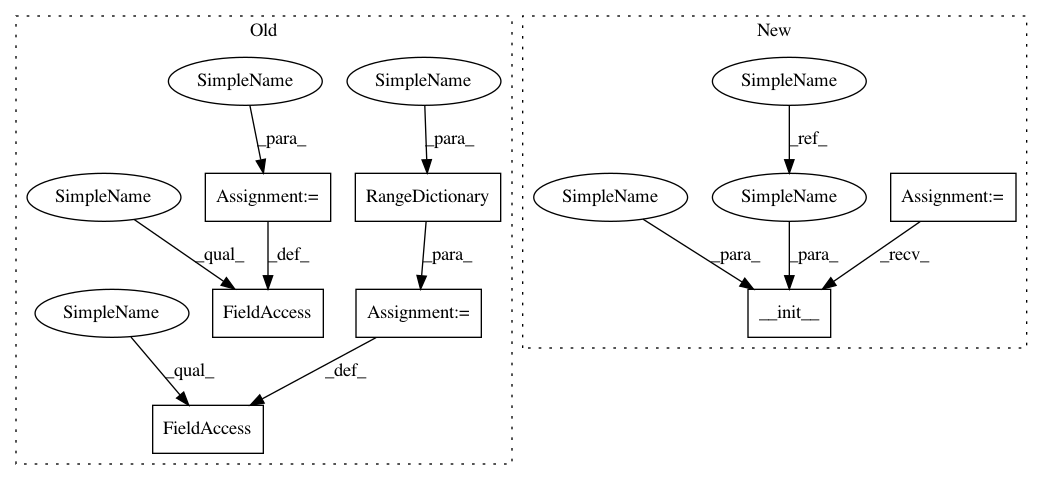 Old
New
SimpleName
SimpleName
SimpleName
_para_
_para_
_ref_
SimpleName
Assignment:=
RangeDictionary
SimpleName
SimpleName
Assignment:=
_qual_
_def_
_para_
_para_
_para_
_recv_
SimpleName
FieldAccess
Assignment:=
__init__
_qual_
_def_
FieldAccess